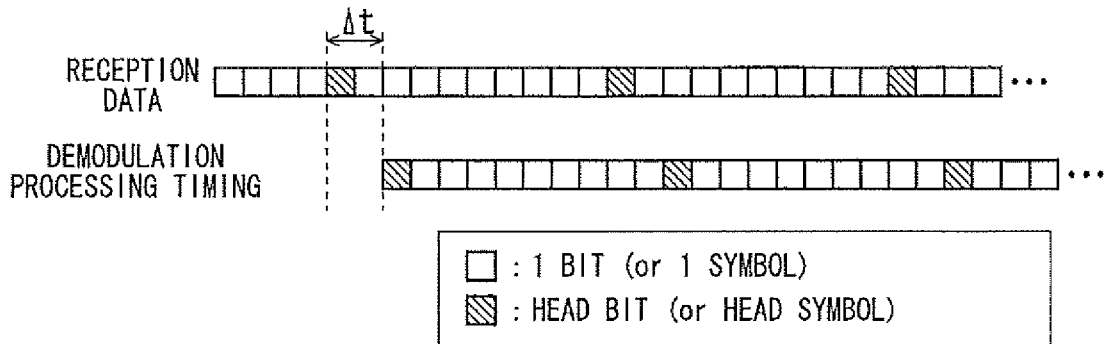 Δt
RECEPTION
DATA
...
DEMODULATION
PROCESSING TIMING
...
: 1 BIT (or 1 SYMBOL)
: HEAD BIT (or HEAD SYMBOL)